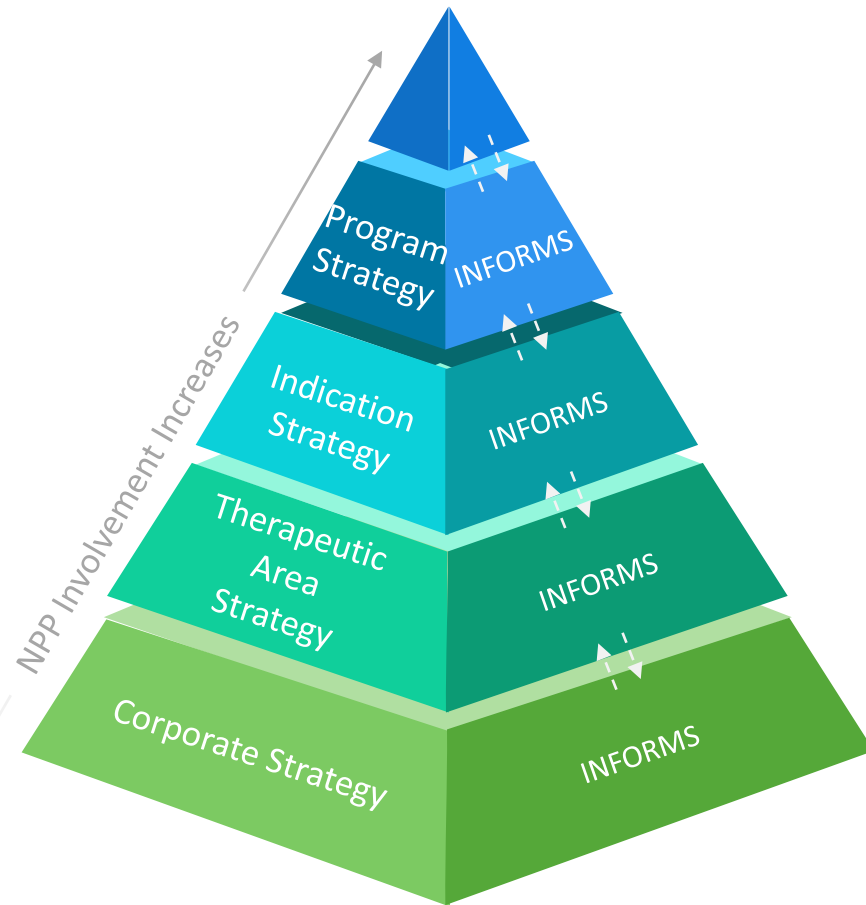 Program
Strategy
INFORMS
Indication
Strategy
INFORMS
Therapeutic
Area
Strategy
INFORMS
Corporate Strategy
INFORMS
NPP Involvement Increases